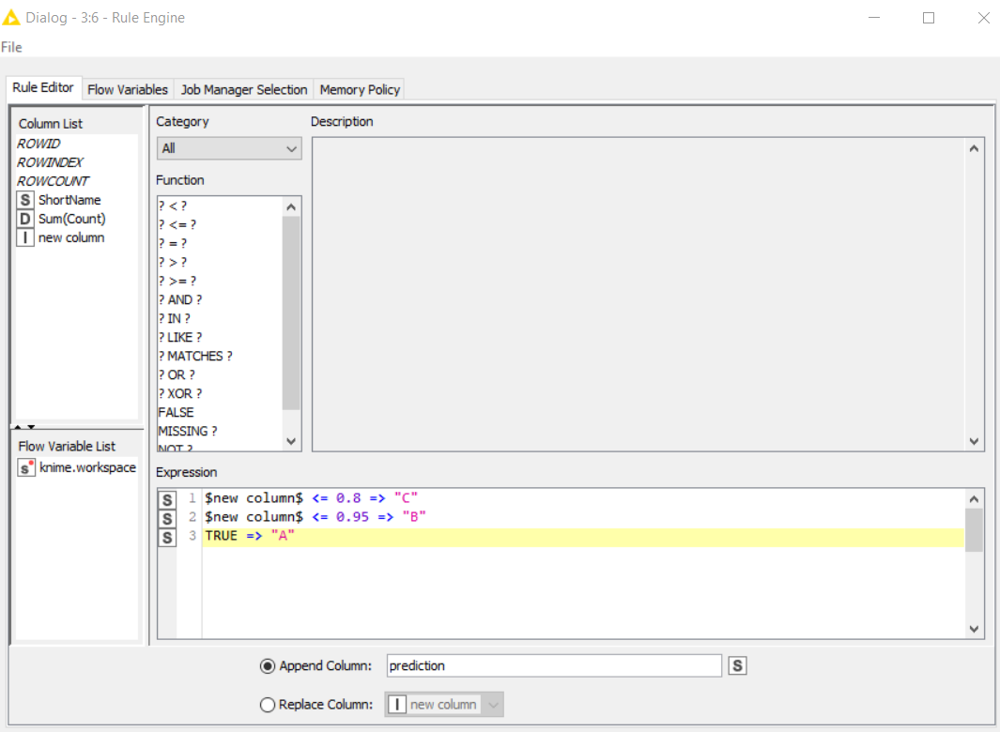 Dialog - 3:6 - Rule Engine
File
Rule Editor Flow Variables Job Manager Selection Memory Policy
Column List
ROWID
ROWINDEX
ROWCOUNT
S ShortName
D Sum(Count)
I new column
Category
All
Function
? < ?
? <= ?
? = ?
? > ?
? >= ?
? AND ?
? IN ?
? LIKE ?
? MATCHES ?
? OR ?
? XOR ?
FALSE
MISSING ?
NOT ?
Description
Flow Variable List
s knime.workspace
Expression
S 1 $new column$ <= 0.8 => "C"
S 2 $new column$ <= 0.95 => "B"
S 3 TRUE => "A"
Append Column: prediction S
Replace Column: I new column